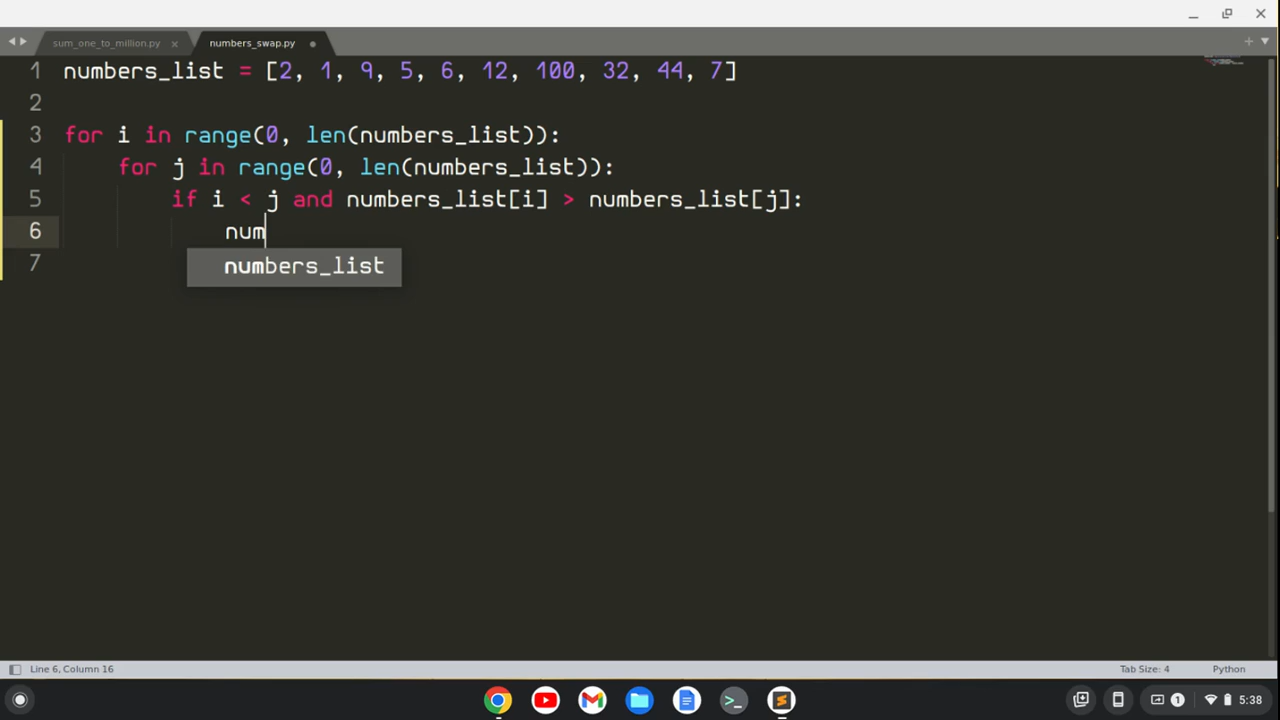 sum_one_to_million.py
numbers_swap.py
1 numbers_list = [2, 1, 9, 5, 6, 12, 100, 32, 44, 7]
2
3 for i in range(0, len(numbers_list)):
4 for j in range(0, len(numbers_list)):
5 if i < j and numbers_list[i] > numbers_list[j]:
6 num
numbers_list
7
Line 6, Column 16
Tab Size: 4
Python
1
5:38